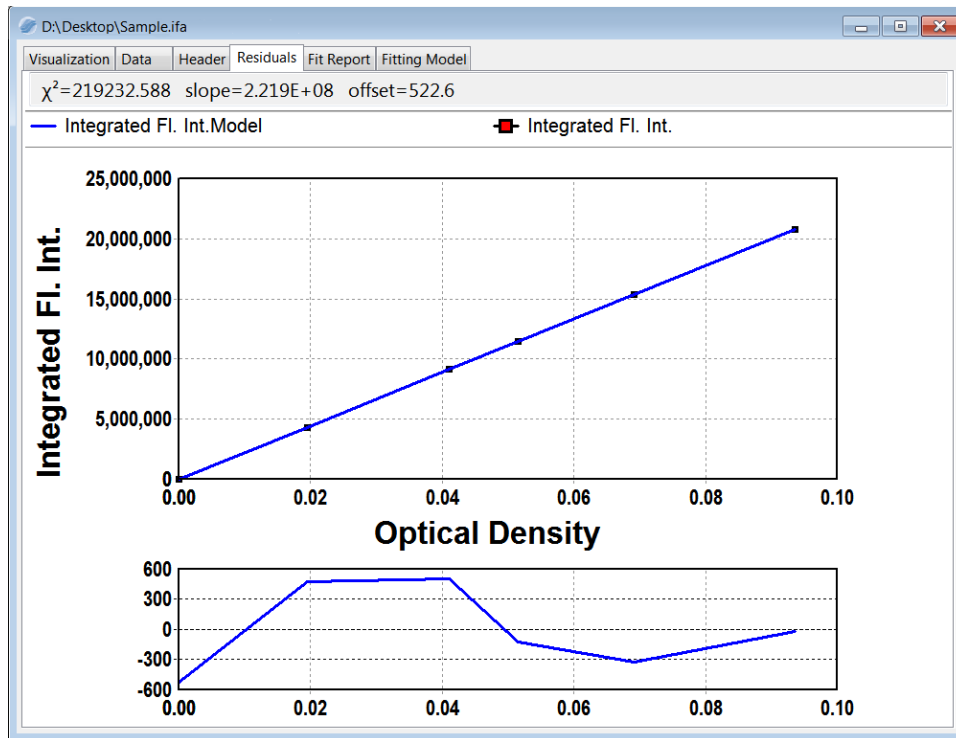 D:\Desktop\Sample.ifa
Visualization Data Header Residuals Fit Report Fitting Model
χ²=219232.588 slope=2.219E+08 offset=522.6
Integrated Fl. Int.Model Integrated Fl. Int.
25,000,000
20,000,000
15,000,000
10,000,000
5,000,000
0
Integrated Fl. Int.
0.00 0.02 0.04 0.06 0.08 0.10
Optical Density
600
300
0
-300
-600
0.00 0.02 0.04 0.06 0.08 0.10